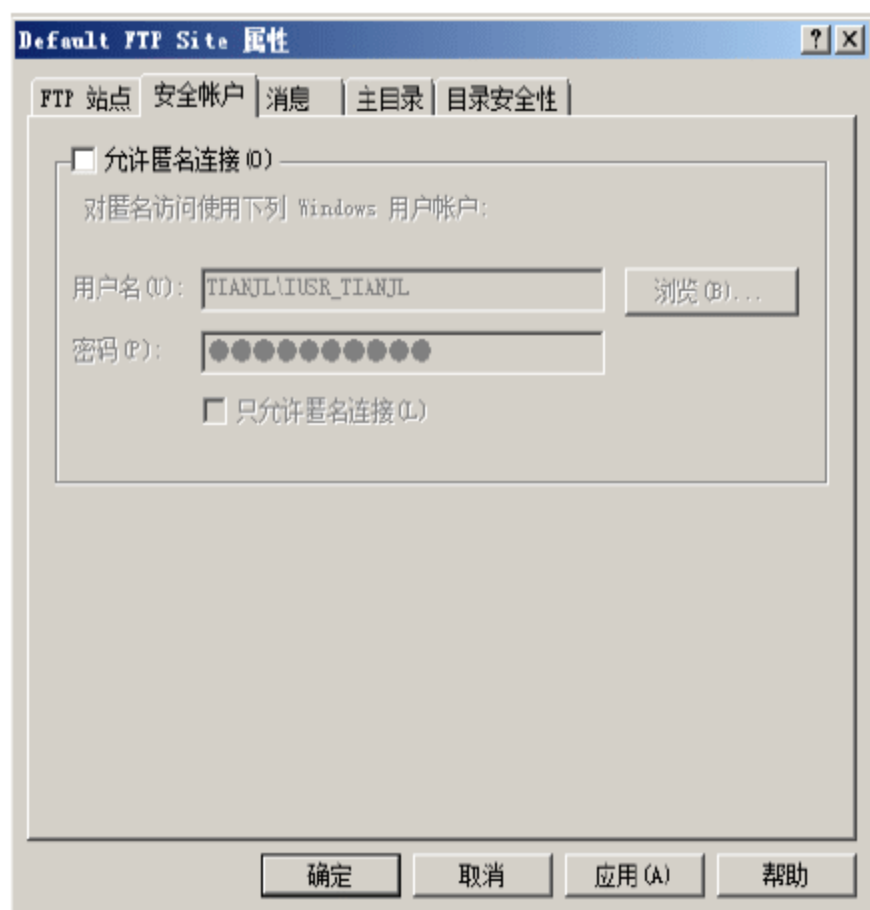 Default FTP Site 属性
FTP 站点 安全帐户 消息 主目录 目录安全性
允许匿名连接(O)
对匿名访问使用下列 Windows 用户帐户:
用户名(U): TIANJL\IUSR_TIANJL 浏览(B)...
密码(P): ●●●●●●●●●●
只允许匿名连接(L)
确定 取消 应用(A) 帮助